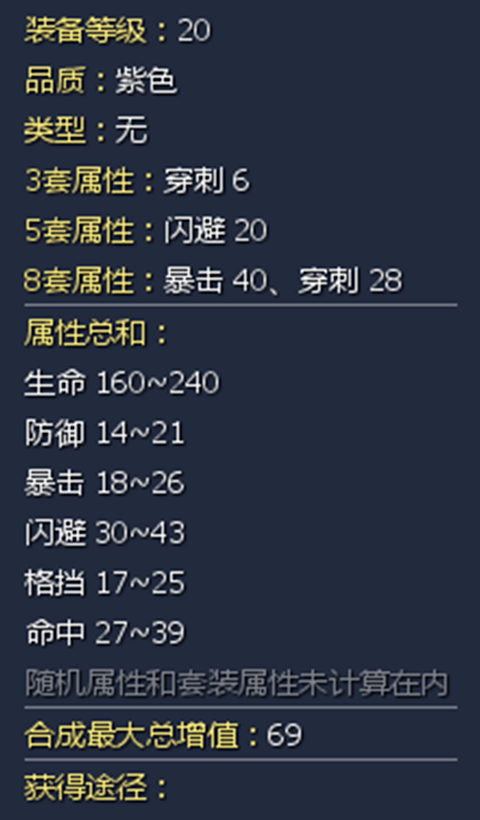 装备等级：20
品质：紫色
类型：无
3套属性：穿刺 6
5套属性：闪避 20
8套属性：暴击 40、穿刺 28
属性总和：
生命 160~240
防御 14~21
暴击 18~26
闪避 30~43
格挡 17~25
命中 27~39
随机属性和套装属性未计算在内
合成最大总增值：69
获得途径：